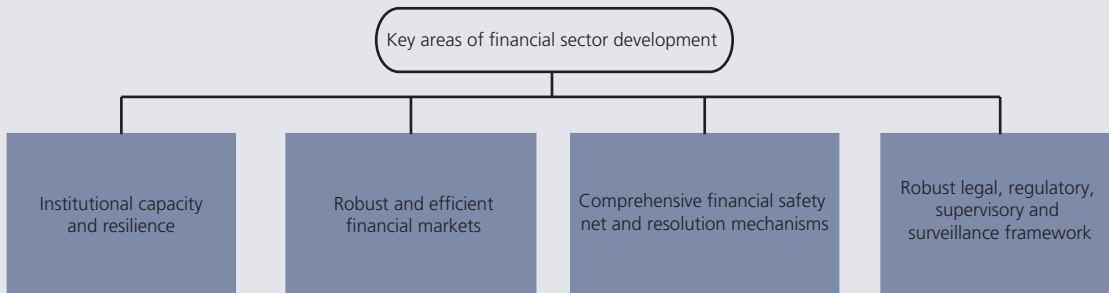 Key areas of financial sector development
Institutional capacity
and resilience
Robust and efficient
financial markets
Comprehensive financial safety
net and resolution mechanisms
Robust legal, regulatory,
supervisory and
surveillance framework